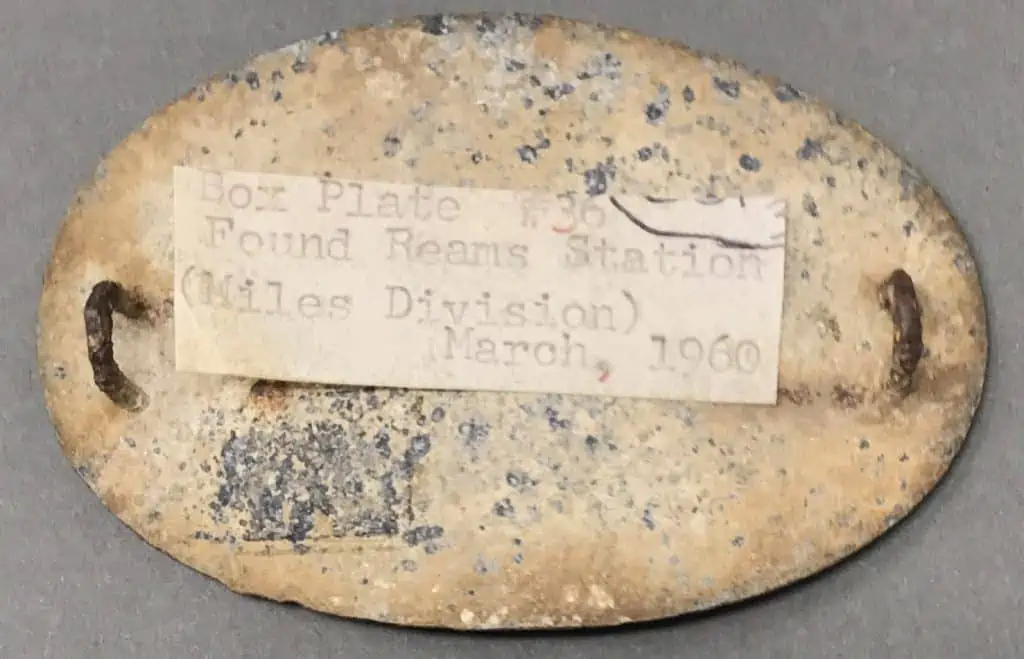 Box Plate #36
Found Reams Station
(Miles Division)
March, 1960